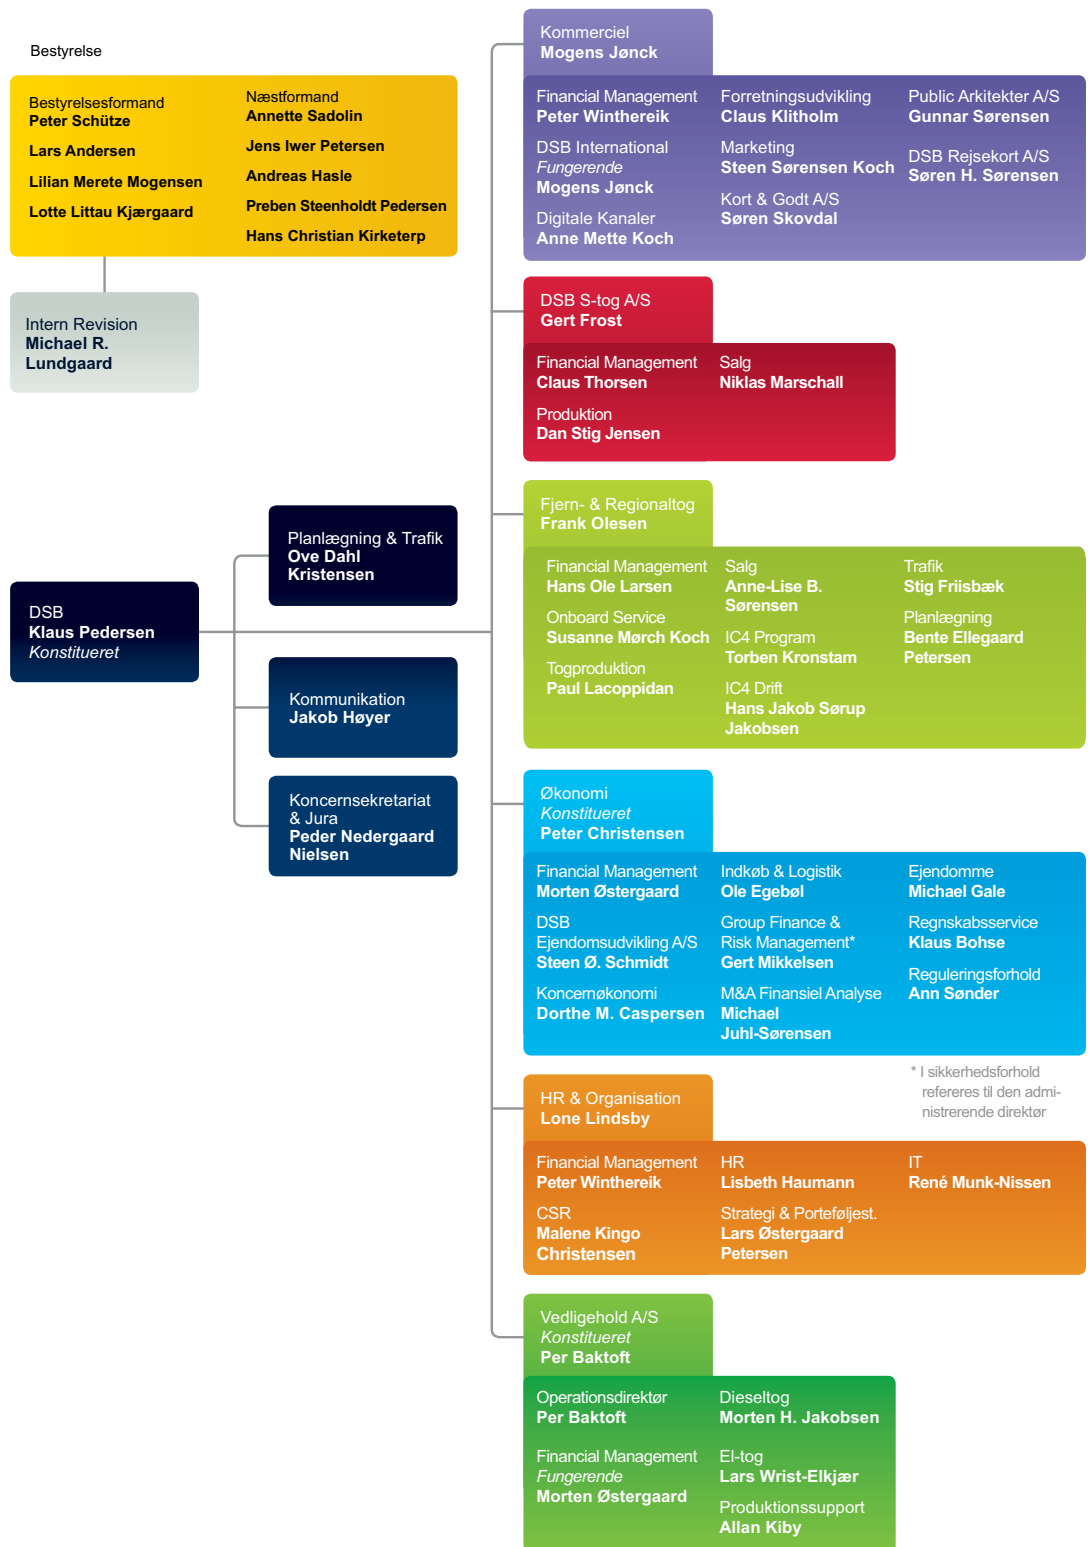 Bestyrelse
Bestyrelsesformand
Peter Schütze
Lars Andersen
Lilian Merete Mogensen
Lotte Littau Kjærgaard
Næstformand
Annette Sadolin
Jens Iwer Petersen
Andreas Hasle
Preben Steenholdt Pedersen
Hans Christian Kirketerp
Intern Revision
Michael R.
Lundgaard
DSB
Klaus Pedersen
Konstitueret
Planlægning & Trafik
Ove Dahl
Kristensen
Kommunikation
Jakob Høyer
Koncernsekretariat
& Jura
Peder Nedergaard
Nielsen
Kommerciel
Mogens Jønck
Financial Management
Peter Winthereik
DSB International
Fungerende
Mogens Jønck
Digitale Kanaler
Anne Mette Koch
Forretningsudvikling
Claus Klitholm
Marketing
Steen Sørensen Koch
Kort & Godt A/S
Søren Skovdal
Public Arkitekter A/S
Gunnar Sørensen
DSB Rejsekort A/S
Søren H. Sørensen
DSB S-tog A/S
Gert Frost
Financial Management
Claus Thorsen
Produktion
Dan Stig Jensen
Salg
Niklas Marschall
Fjern- & Regionaltog
Frank Olesen
Financial Management
Hans Ole Larsen
Onboard Service
Susanne Mørch Koch
Togproduktion
Paul Lacoppidan
Salg
Anne-Lise B.
Sørensen
IC4 Program
Torben Kronstam
IC4 Drift
Hans Jakob Sørup
Jakobsen
Trafik
Stig Friisbæk
Planlægning
Bente Ellegaard
Petersen
Økonomi
Konstitueret
Peter Christensen
Financial Management
Morten Østergaard
DSB
Ejendomsudvikling A/S
Steen Ø. Schmidt
Koncernøkonomi
Dorthe M. Caspersen
Indkøb & Logistik
Ole Egebøl
Group Finance &
Risk Management*
Gert Mikkelsen
M&A Finansiel Analyse
Michael
Juhl-Sørensen
Ejendomme
Michael Gale
Regnskabsservice
Klaus Bohse
Reguleringsforhold
Ann Sønder
* I sikkerhedsforhold
refereres til den admi-
nistrerende direktør
HR & Organisation
Lone Lindsby
Financial Management
Peter Winthereik
CSR
Malene Kingo
Christensen
HR
Lisbeth Haumann
Strategi & Porteføljest.
Lars Østergaard
Petersen
IT
René Munk-Nissen
Vedligehold A/S
Konstitueret
Per Baktoft
Operationsdirektør
Per Baktoft
Financial Management
Fungerende
Morten Østergaard
Dieseltog
Morten H. Jakobsen
El-tog
Lars Wrist-Elkjær
Produktionssupport
Allan Kiby